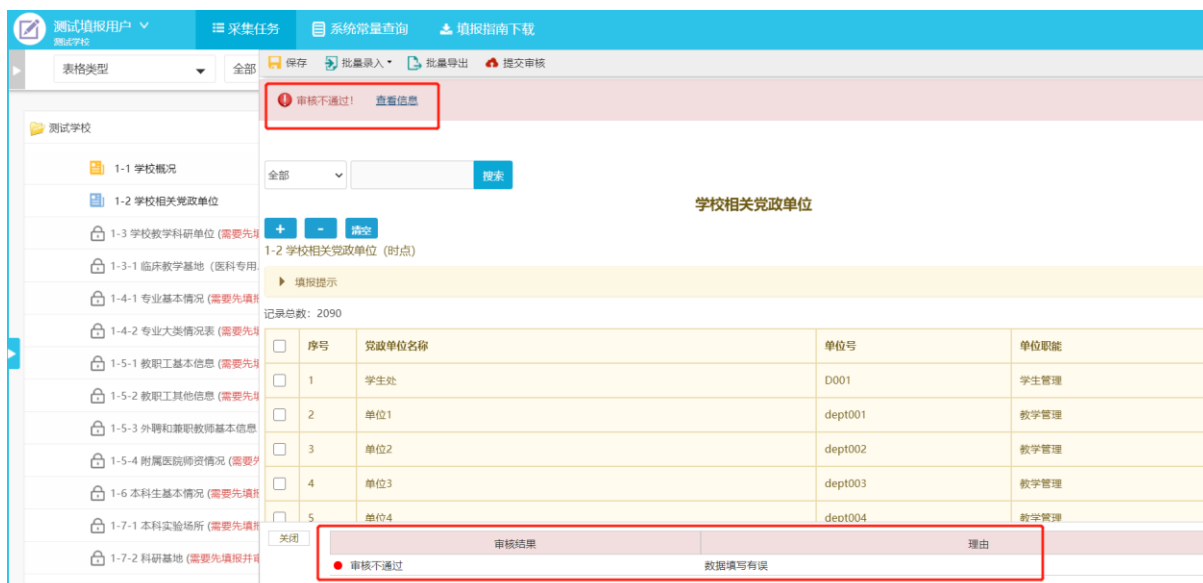 测试填报用户
测试学校
采集任务
系统常量查询
填报指南下载
表格类型
全部
保存
批量录入
批量导出
提交审核
审核不通过! 查看信息
测试学校
1-1 学校概况
1-2 学校相关党政单位
1-3 学校教学科研单位 (需要先填
1-3-1 临床教学基地 (医科专用
1-4-1 专业基本情况 (需要先填报
1-4-2 专业大类情况表 (需要先填
1-5-1 教职工基本信息 (需要先填
1-5-2 教职工其他信息 (需要先填
1-5-3 外聘和兼职教师基本信息
1-5-4 附属医院师资情况 (需要先
1-6 本科生基本情况 (需要先填报
1-7-1 本科实验场所 (需要先填报
1-7-2 科研基地 (需要先填报并审
全部
搜索
学校相关党政单位
+ - 清空
1-2 学校相关党政单位 (时点)
填报提示
记录总数: 2090
序号 党政单位名称 单位号 单位职能
1 学生处 D001 学生管理
2 单位1 dept001 教学管理
3 单位2 dept002 教学管理
4 单位3 dept003 教学管理
5 单位4 dept004 教学管理
关闭
审核结果 理由
审核不通过 数据填写有误